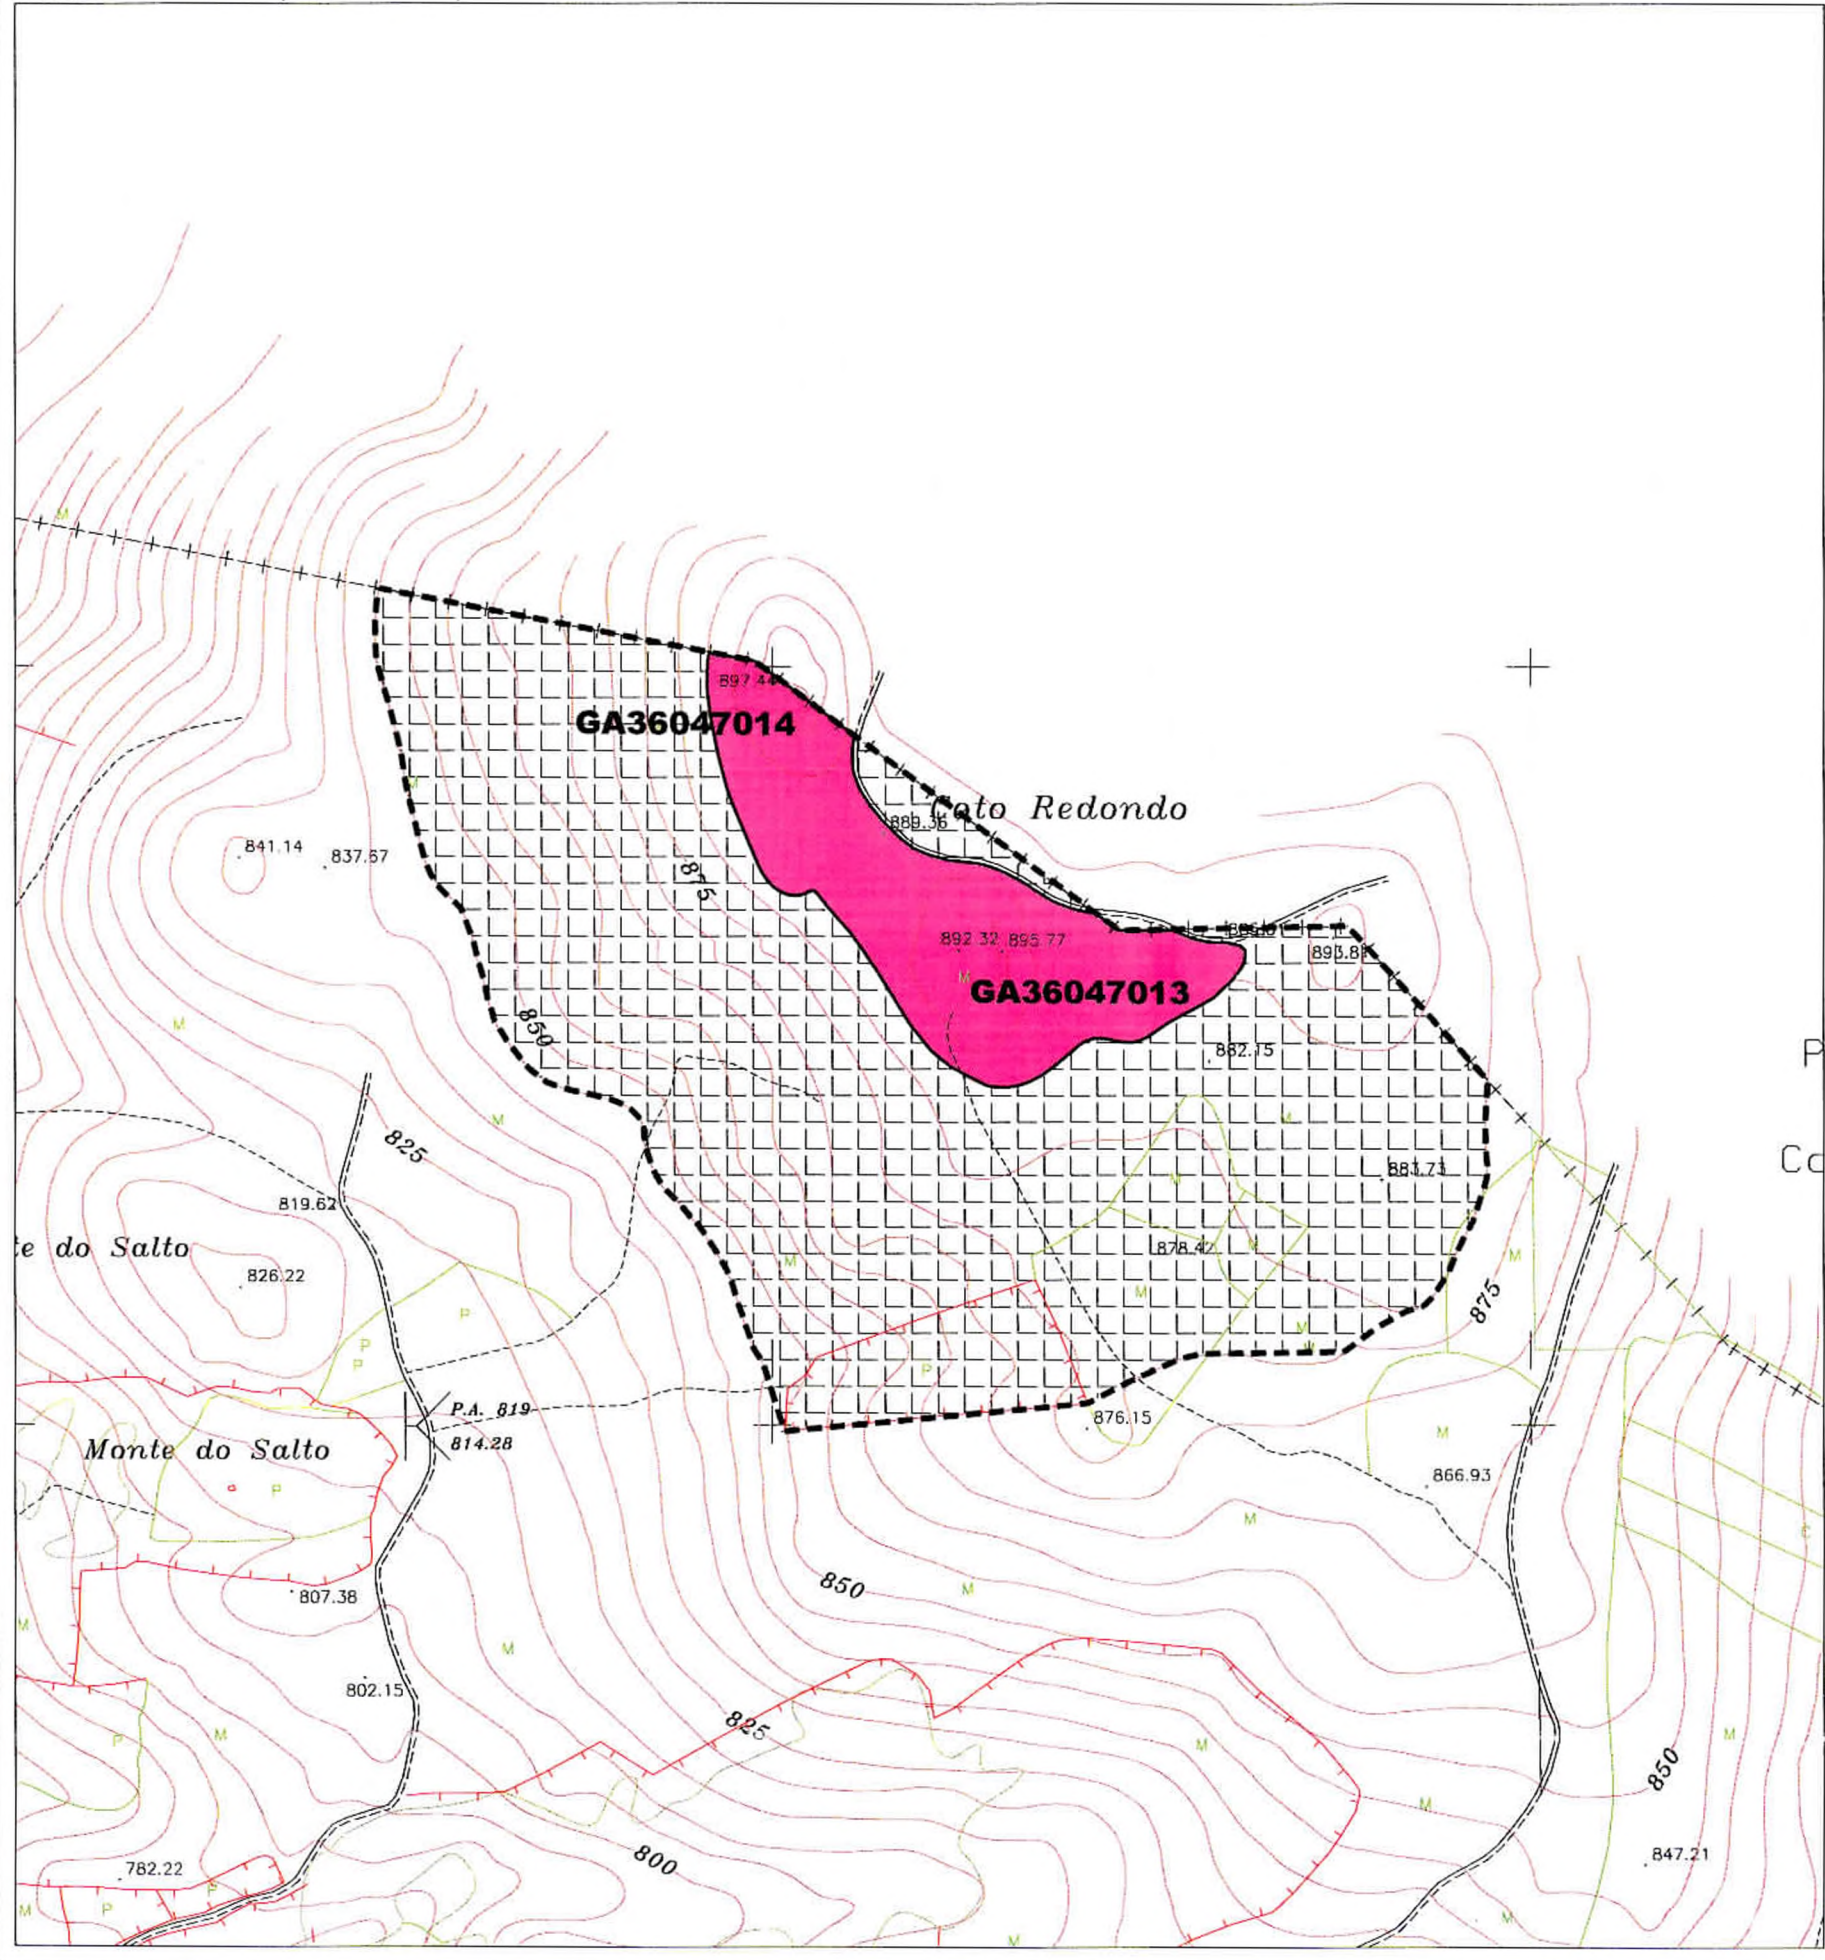 M
897.44
GA36047014
M
Coto Redondo
889.36
841.14
837.67
875
892.32
895.77
893.81
M
GA36047013
M
850
882.15
P
M
M
825
Co
883.73
M
819.62
te do Salto
878.42
M
M
M
826.22
M
875
P
M
P
P
P
P.A. 819
876.15
814.28
M
Monte do Salto
866.93
P
M
C
850
M
807.38
M
M
802.15
825
M
P
M
M
850
M
800
847.21
782.22
P
M
P
M
M